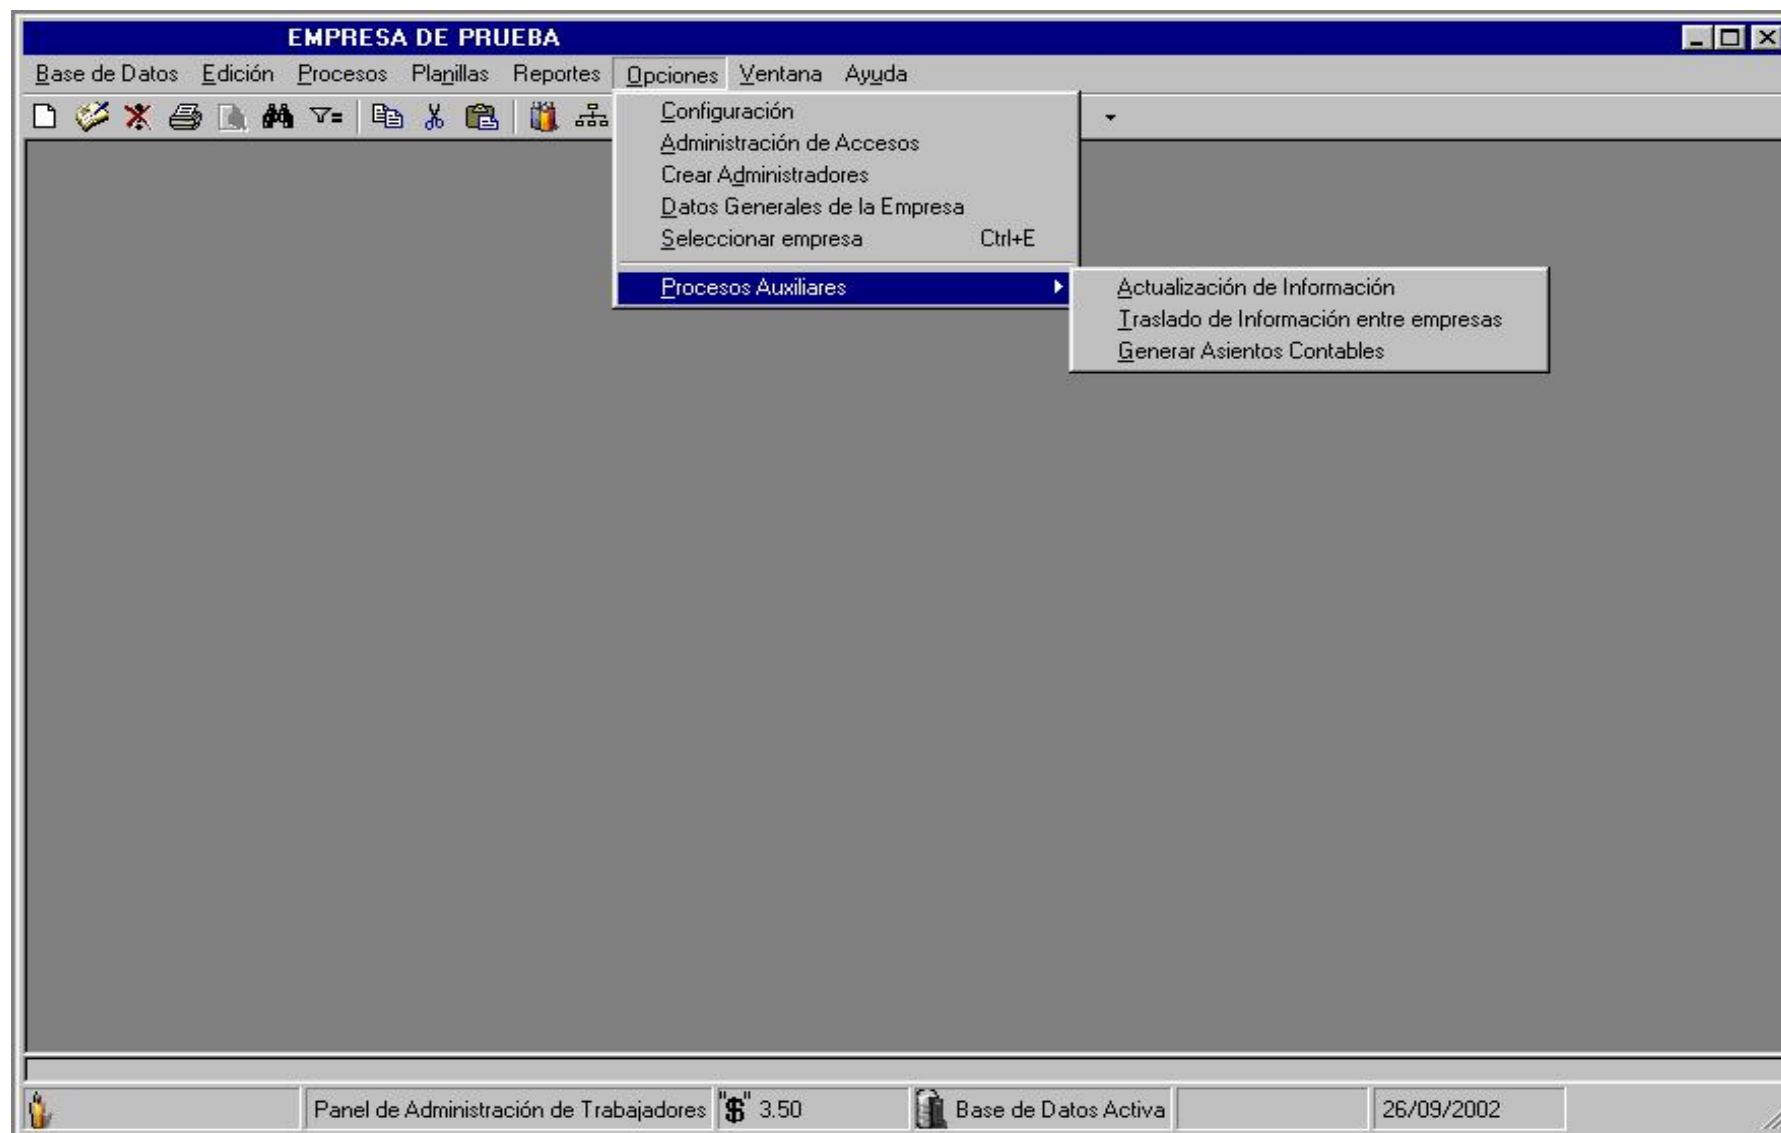 EMPRESA DE PRUEBA
Base de Datos Edición Procesos Planillas Reportes Opciones Ventana Ayuda
Configuración
Administración de Accesos
Crear Administradores
Datos Generales de la Empresa
Seleccionar empresa Ctrl+E
Procesos Auxiliares
Actualización de Información
Traslado de Información entre empresas
Generar Asientos Contables
Panel de Administración de Trabajadores "$" 3.50 Base de Datos Activa 26/09/2002